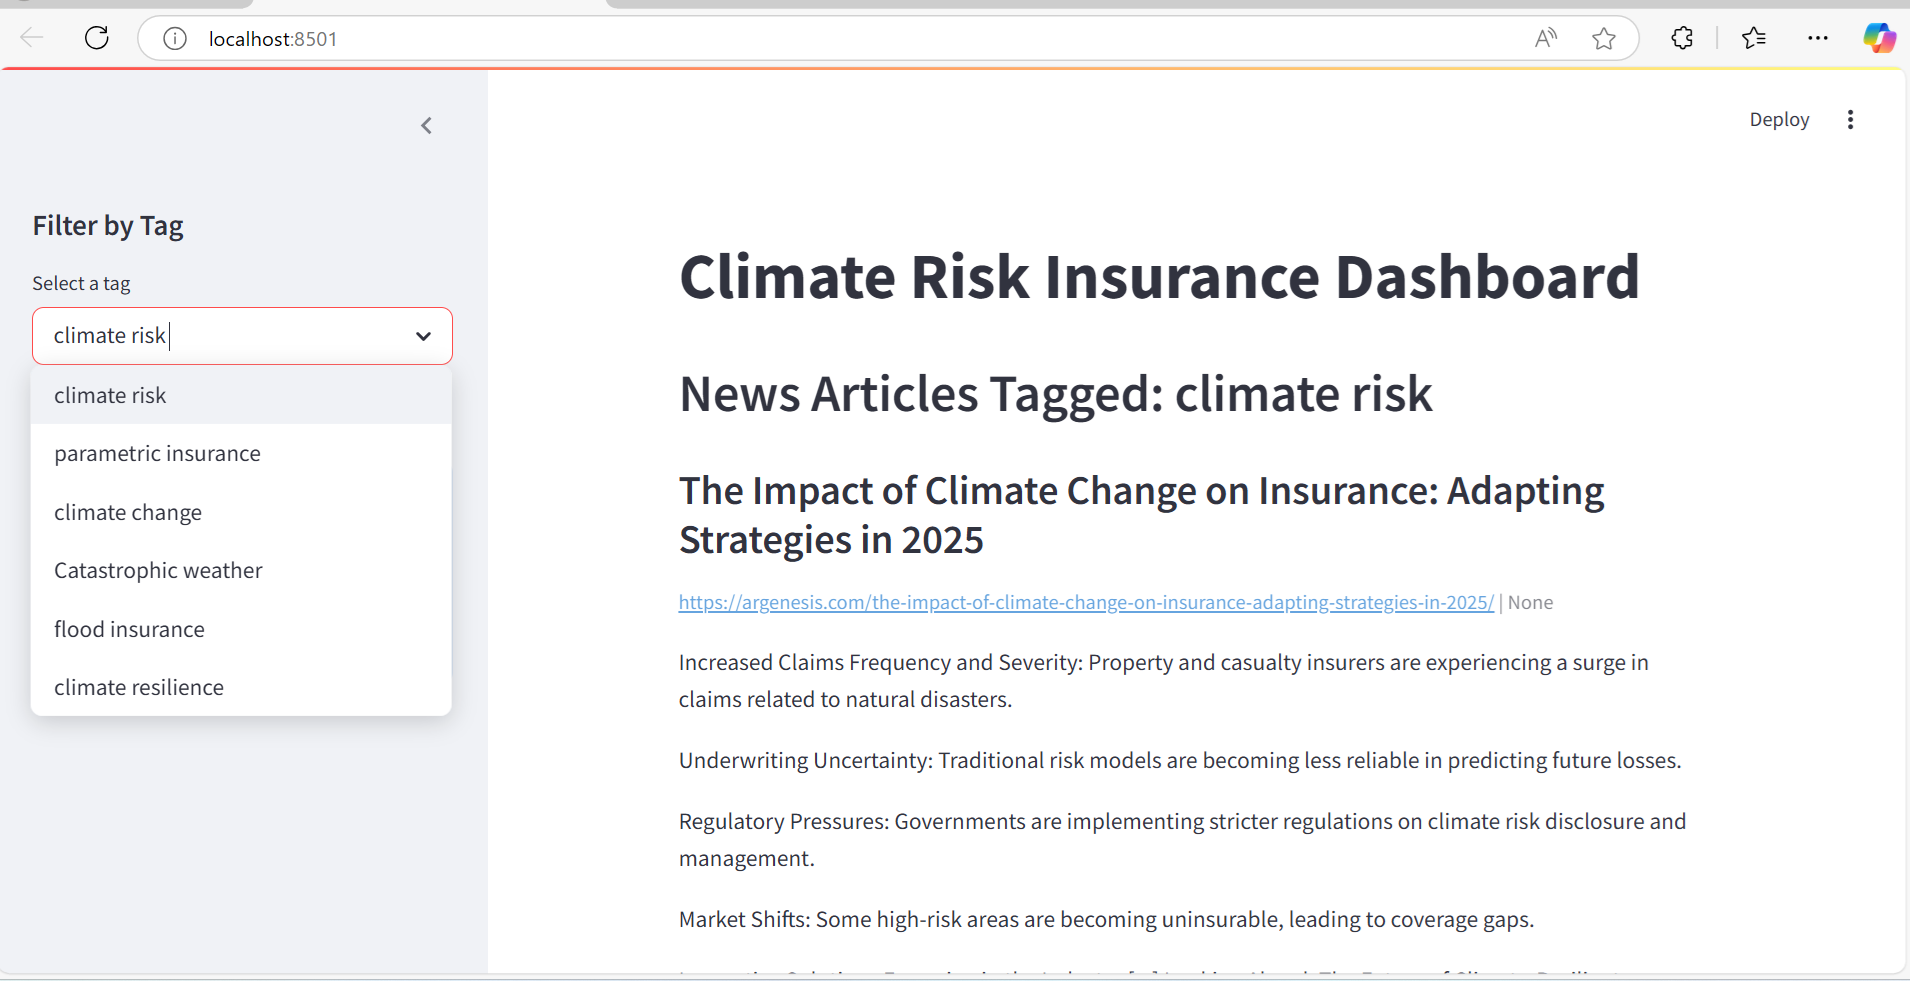 localhost:8501
Deploy
Filter by Tag
Select a tag
climate risk
climate risk
parametric insurance
climate change
Catastrophic weather
flood insurance
climate resilience
Climate Risk Insurance Dashboard
News Articles Tagged: climate risk
The Impact of Climate Change on Insurance: Adapting
Strategies in 2025
https://argenesis.com/the-impact-of-climate-change-on-insurance-adapting-strategies-in-2025/ | None
Increased Claims Frequency and Severity: Property and casualty insurers are experiencing a surge in
claims related to natural disasters.
Underwriting Uncertainty: Traditional risk models are becoming less reliable in predicting future losses.
Regulatory Pressures: Governments are implementing stricter regulations on climate risk disclosure and
management.
Market Shifts: Some high-risk areas are becoming uninsurable, leading to coverage gaps.